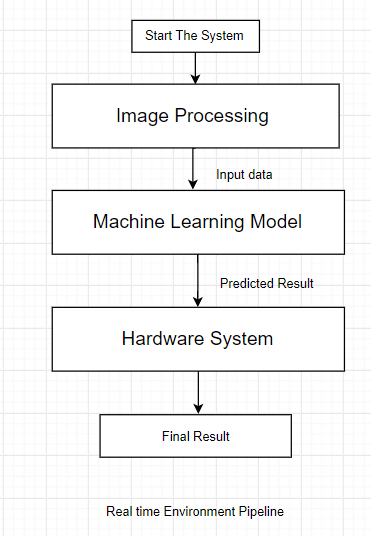 Start The System
Image Processing
Input data
Machine Learning Model
Predicted Result
Hardware System
Final Result
Real time Environment Pipeline